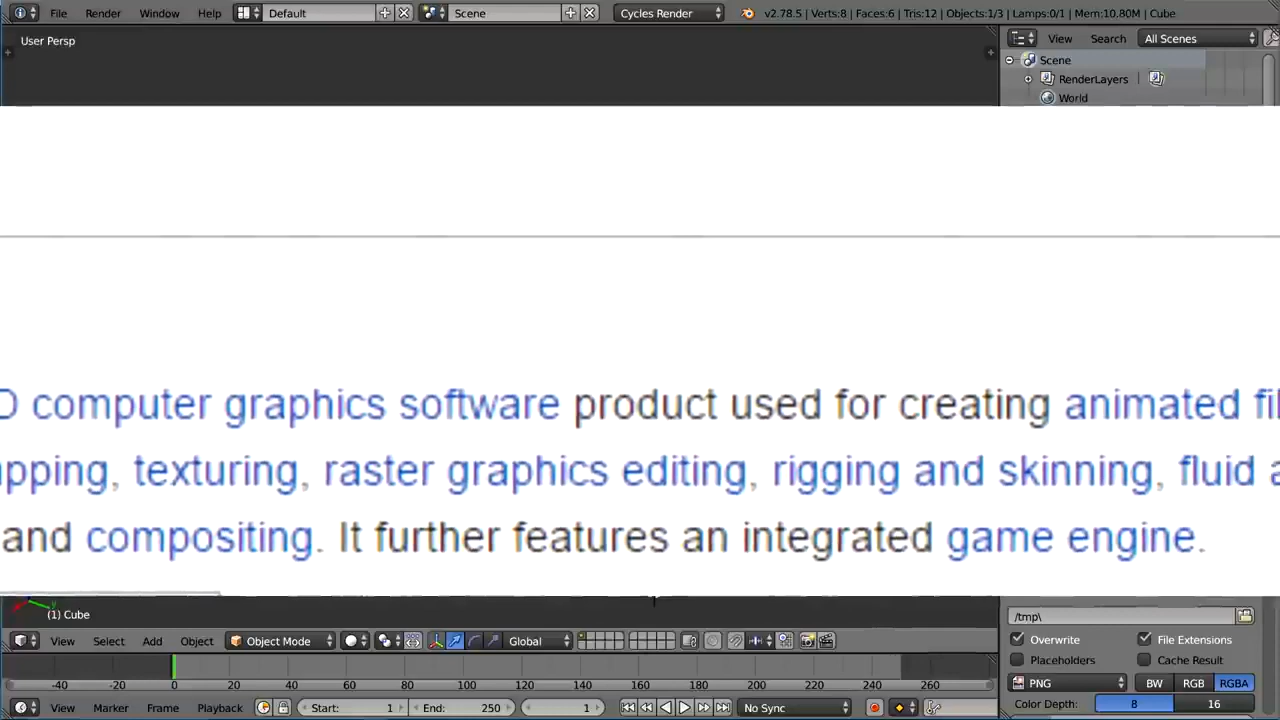 File Render Window Help Default Scene Cycles Render v2.78.5 | Verts:8 | Faces:6 | Tris:12 | Objects:1/3 | Lamps:0/1 | Mem:10.80M | Cube
User Persp
View Search All Scenes
Scene
RenderLayers
World
D computer graphics software product used for creating animated fil
apping, texturing, raster graphics editing, rigging and skinning, fluid a
and compositing. It further features an integrated game engine.
(1) Cube
/tmp\
View Select Add Object Object Mode Global
Overwrite File Extensions
Placeholders Cache Result
-40 -20 0 20 40 60 80 100 120 140 160 180 200 220 240 260
PNG BW RGB RGBA
View Marker Frame Playback Start: 1 End: 250 1 No Sync
Color Depth: 8 16